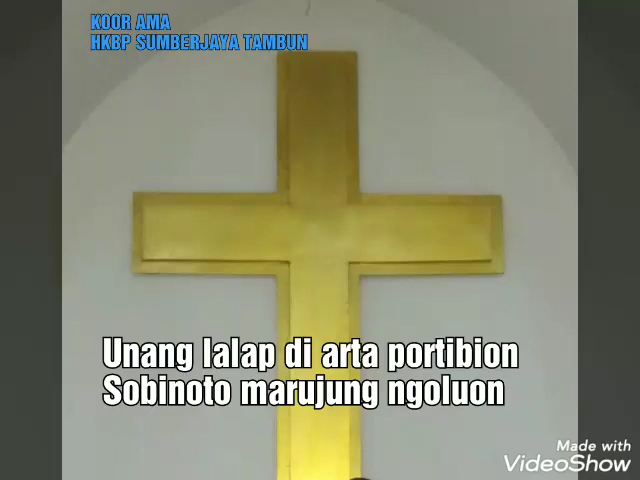 KOOR AMA
HKBP SUMBERJAYA TAMBUN
Unang lalap di arta portibion
Sobinoto marujung ngoluon
Made with
VideoShow